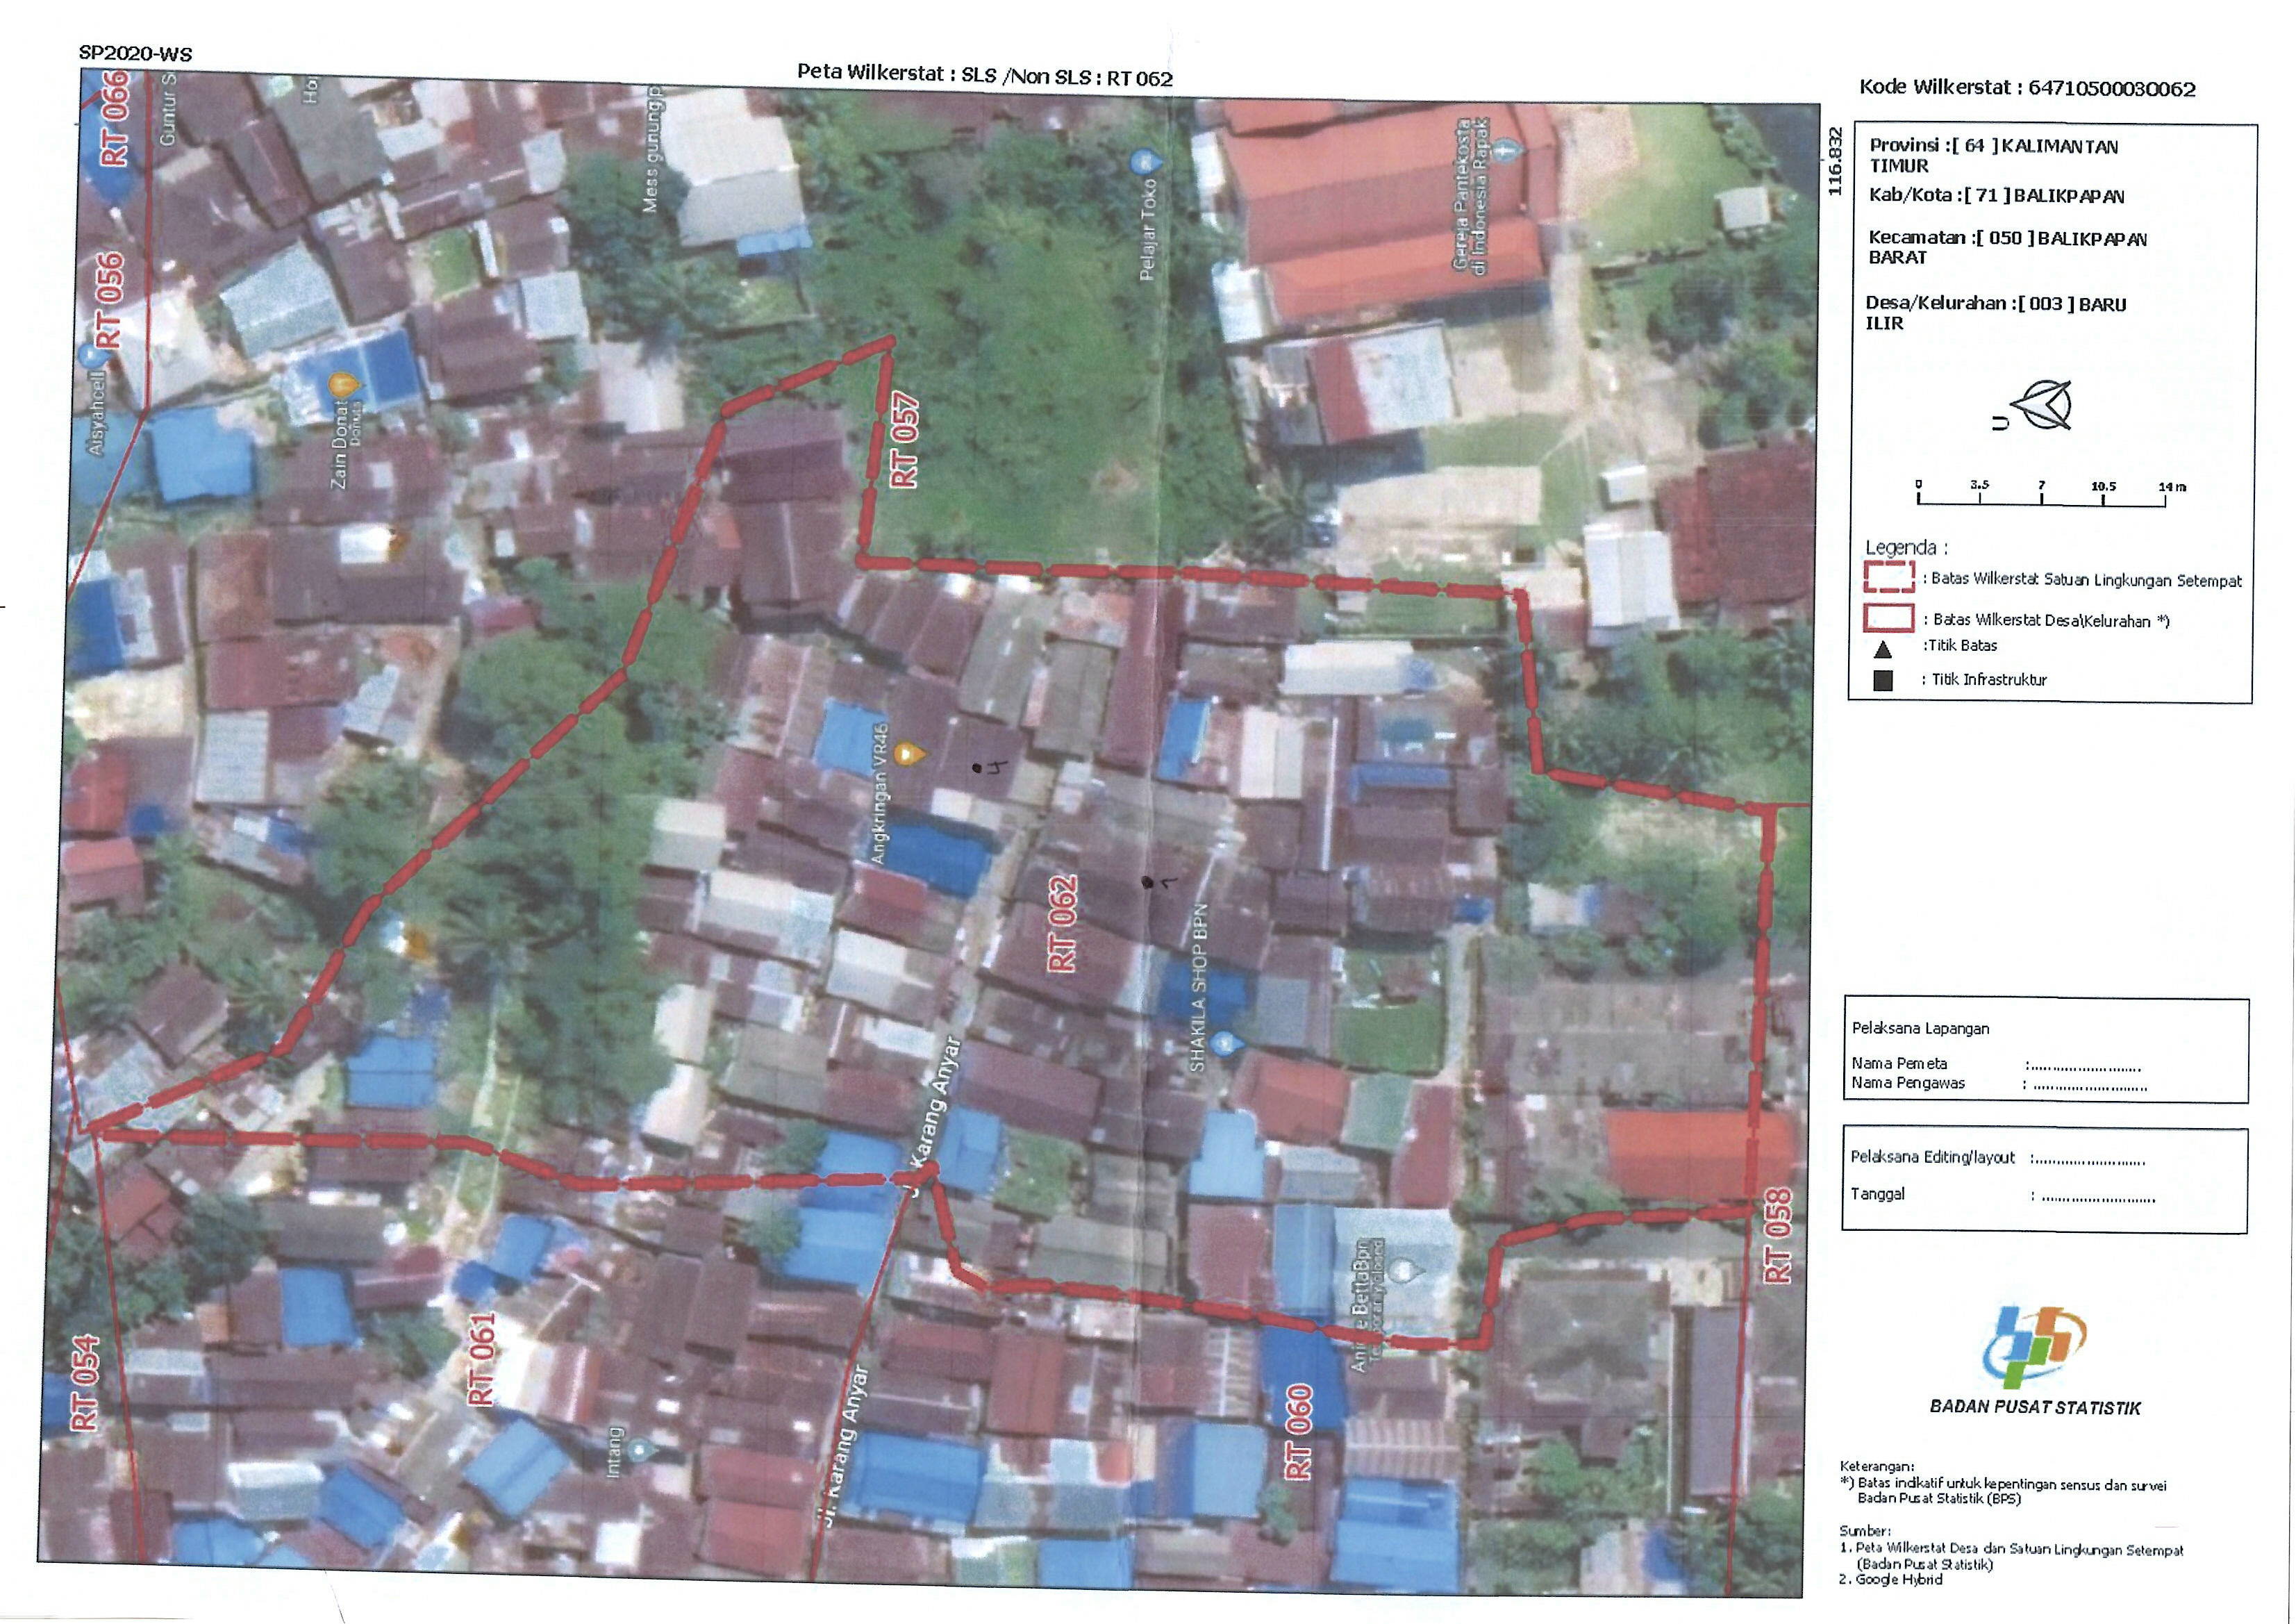 SP2020-WS
Peta Wilkerstat : SLS /Non SLS : RT 062
Kode Wilkerstat : 64710500030062
116.832
Provinsi :[ 64 ] KALIMANTAN
TIMUR
Kab/Kota :[ 71 ] BALIKPAPAN
Kecamatan :[ 050 ] BALIKPAPAN
BARAT
Desa/Kelurahan :[ 003 ] BARU
ILIR
U
0 3.5 7 10.5 14 m
Legenda :
: Batas Wilkerstat Satuan Lingkungan Setempat
: Batas Wilkerstat Desa\Kelurahan *)
:Titik Batas
: Titik Infrastruktur
Pelaksana Lapangan
Nama Pemeta :............................
Nama Pengawas : ............................
Pelaksana Editing/layout :............................
Tanggal : ............................
BADAN PUSAT STATISTIK
Keterangan:
*) Batas indikatif untuk kepentingan sensus dan survei
Badan Pusat Statistik (BPS)
Sumber:
1. Peta Wilkerstat Desa dan Satuan Lingkungan Setempat
(Badan Pusat Statistik)
2. Google Hybrid
RT 066
Guntur S
Mess gunung p
Pelajar Toko
Gereja Pantekosta
di Indonesia Rapak
RT 056
Arsyahcell
Zain Donat
Donuts
RT 057
Angkringan VR46
4
RT 062
1
SHAKILA SHOP BPN
Karang Anyar
RT 058
BettaBpn
RT 054
RT 061
Intang
Jl. Karang Anyar
RT 060